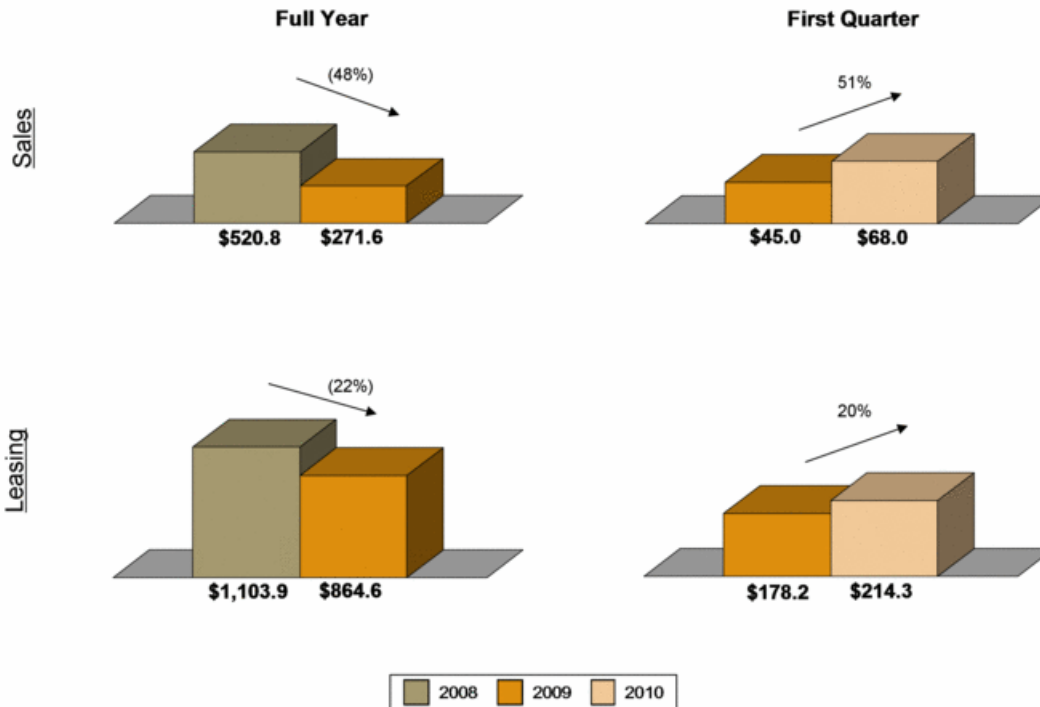 Full Year
First Quarter
Sales
(48%)
51%
$520.8 $271.6
$45.0 $68.0
Leasing
(22%)
20%
$1,103.9 $864.6
$178.2 $214.3
2008 2009 2010